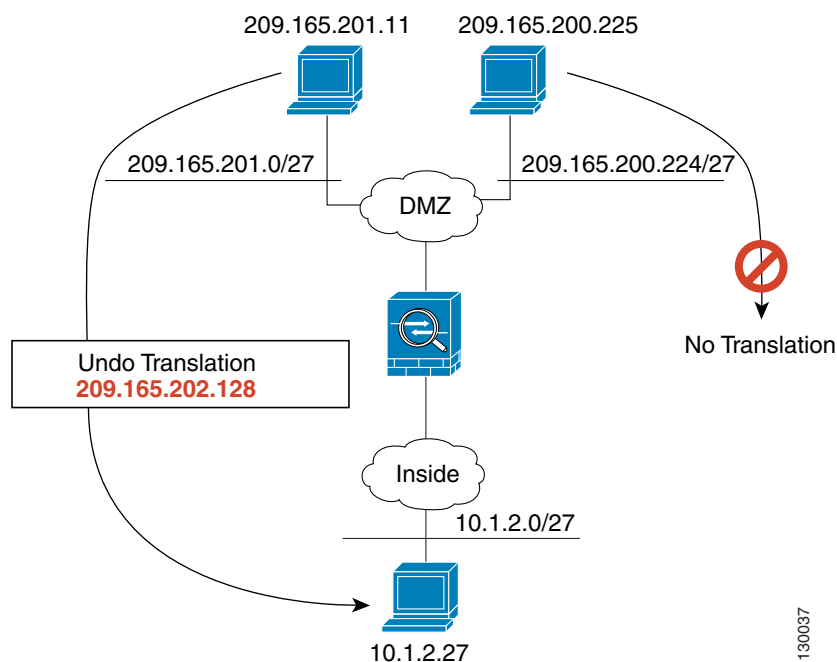 209.165.201.11
209.165.200.225
209.165.201.0/27
209.165.200.224/27
DMZ
No Translation
Undo Translation
209.165.202.128
Inside
10.1.2.0/27
10.1.2.27
130037